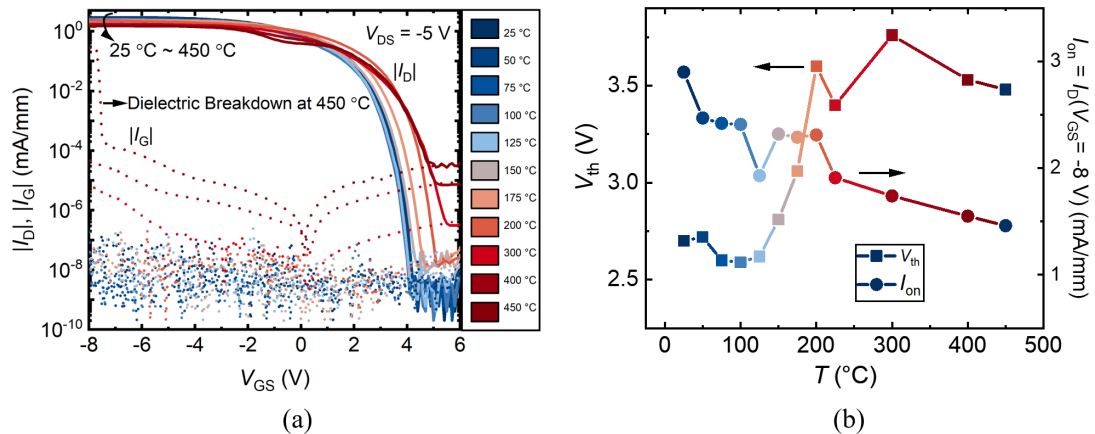 (a)
V_DS = -5 V
25 °C ~ 450 °C
|I_D|
Dielectric Breakdown at 450 °C
|I_G|
|I_D|, |I_G| (mA/mm)
10^0
10^-2
10^-4
10^-6
10^-8
10^-10
-8 -6 -4 -2 0 2 4 6
V_GS (V)
25 °C
50 °C
75 °C
100 °C
125 °C
150 °C
175 °C
200 °C
300 °C
400 °C
450 °C
(a)
(b)
V_th (V)
3.5
3.0
2.5
V_th
I_on
3
2
1
I_on = I_D(V_GS = -8 V) (mA/mm)
0 100 200 300 400 500
T (°C)
(b)